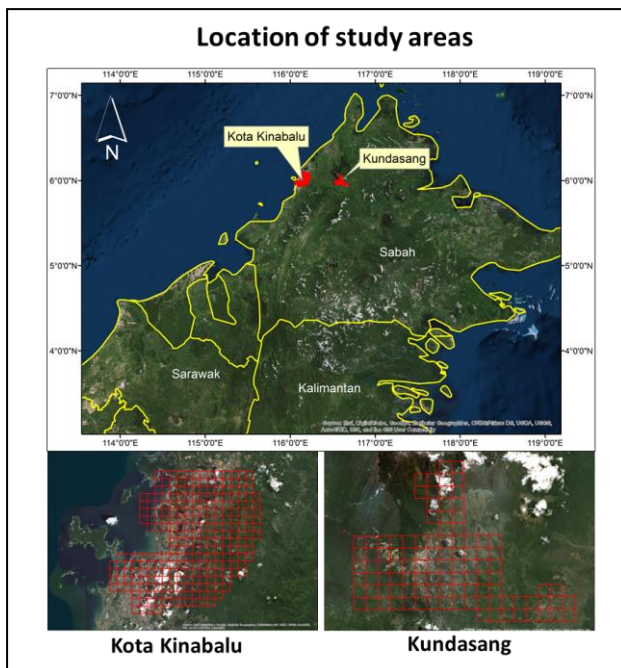 Location of study areas
114°0'0"E 115°0'0"E 116°0'0"E 117°0'0"E 118°0'0"E 119°0'0"E
7°0'0"N 7°0'0"N
N
Kota Kinabalu
Kundasang
6°0'0"N 6°0'0"N
Sabah
5°0'0"N 5°0'0"N
4°0'0"N 4°0'0"N
Sarawak
Kalimantan
114°0'0"E 115°0'0"E 116°0'0"E 117°0'0"E 118°0'0"E 119°0'0"E
Kota Kinabalu
Kundasang